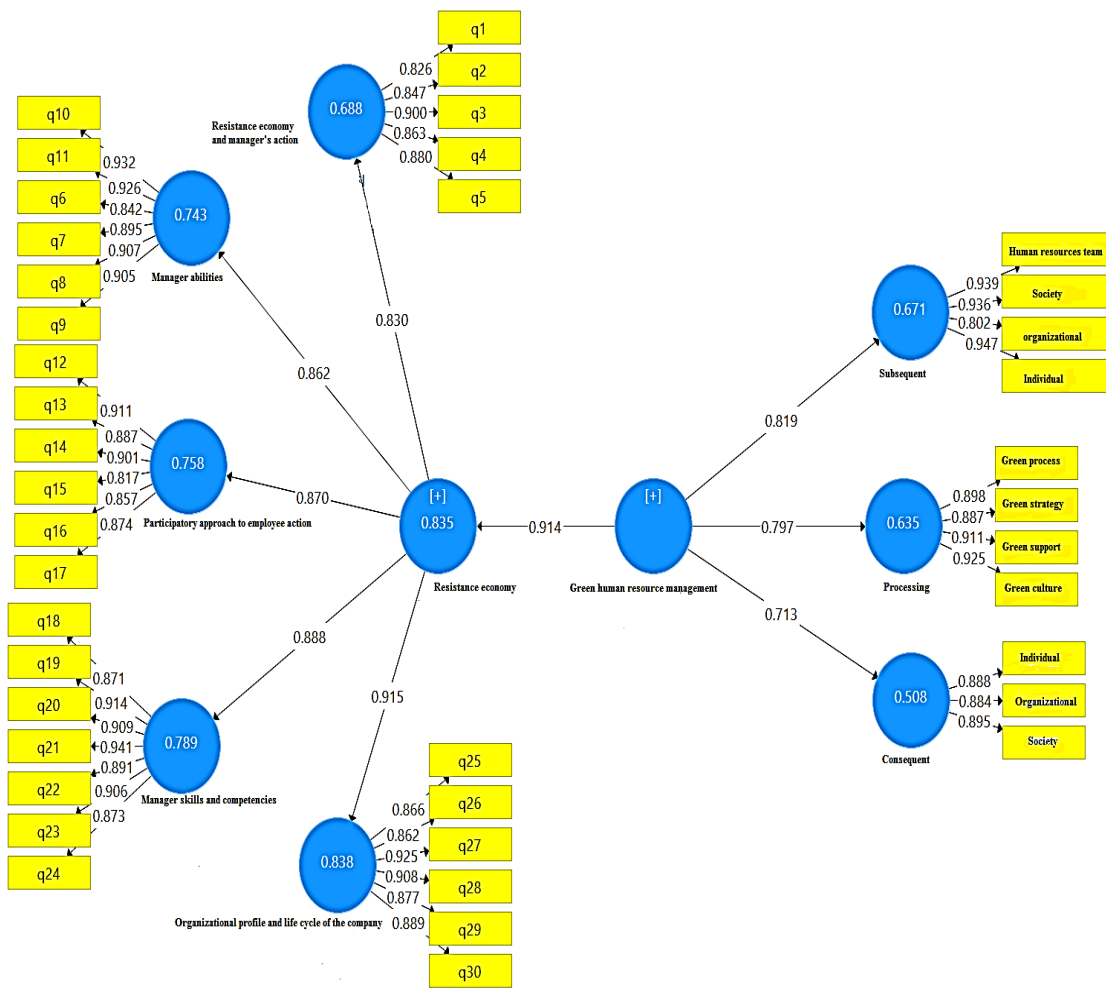 q1
q2
q3
q4
q5
0.826
0.847
0.900
0.863
0.880
0.688
Resistance economy
and manager's action
q10
q11
q6
q7
q8
q9
0.932
0.926
0.842
0.895
0.907
0.905
0.743
Manager abilities
0.830
0.862
q12
q13
q14
q15
q16
q17
0.911
0.887
0.901
0.817
0.857
0.874
0.758
Participatory approach to employee action
0.870
[+]
0.835
Resistance economy
0.914
[+]
Green human resource management
0.819
0.797
0.713
0.671
Subsequent
0.939
0.936
0.802
0.947
Human resources team
Society
organizational
Individual
0.635
Processing
0.898
0.887
0.911
0.925
Green process
Green strategy
Green support
Green culture
0.508
Consequent
0.888
0.884
0.895
Individual
Organizational
Society
q18
q19
q20
q21
q22
q23
q24
0.871
0.914
0.909
0.941
0.891
0.906
0.873
0.789
Manager skills and competencies
0.888
0.915
q25
q26
q27
q28
q29
q30
0.866
0.862
0.925
0.908
0.877
0.889
0.838
Organizational profile and life cycle of the company